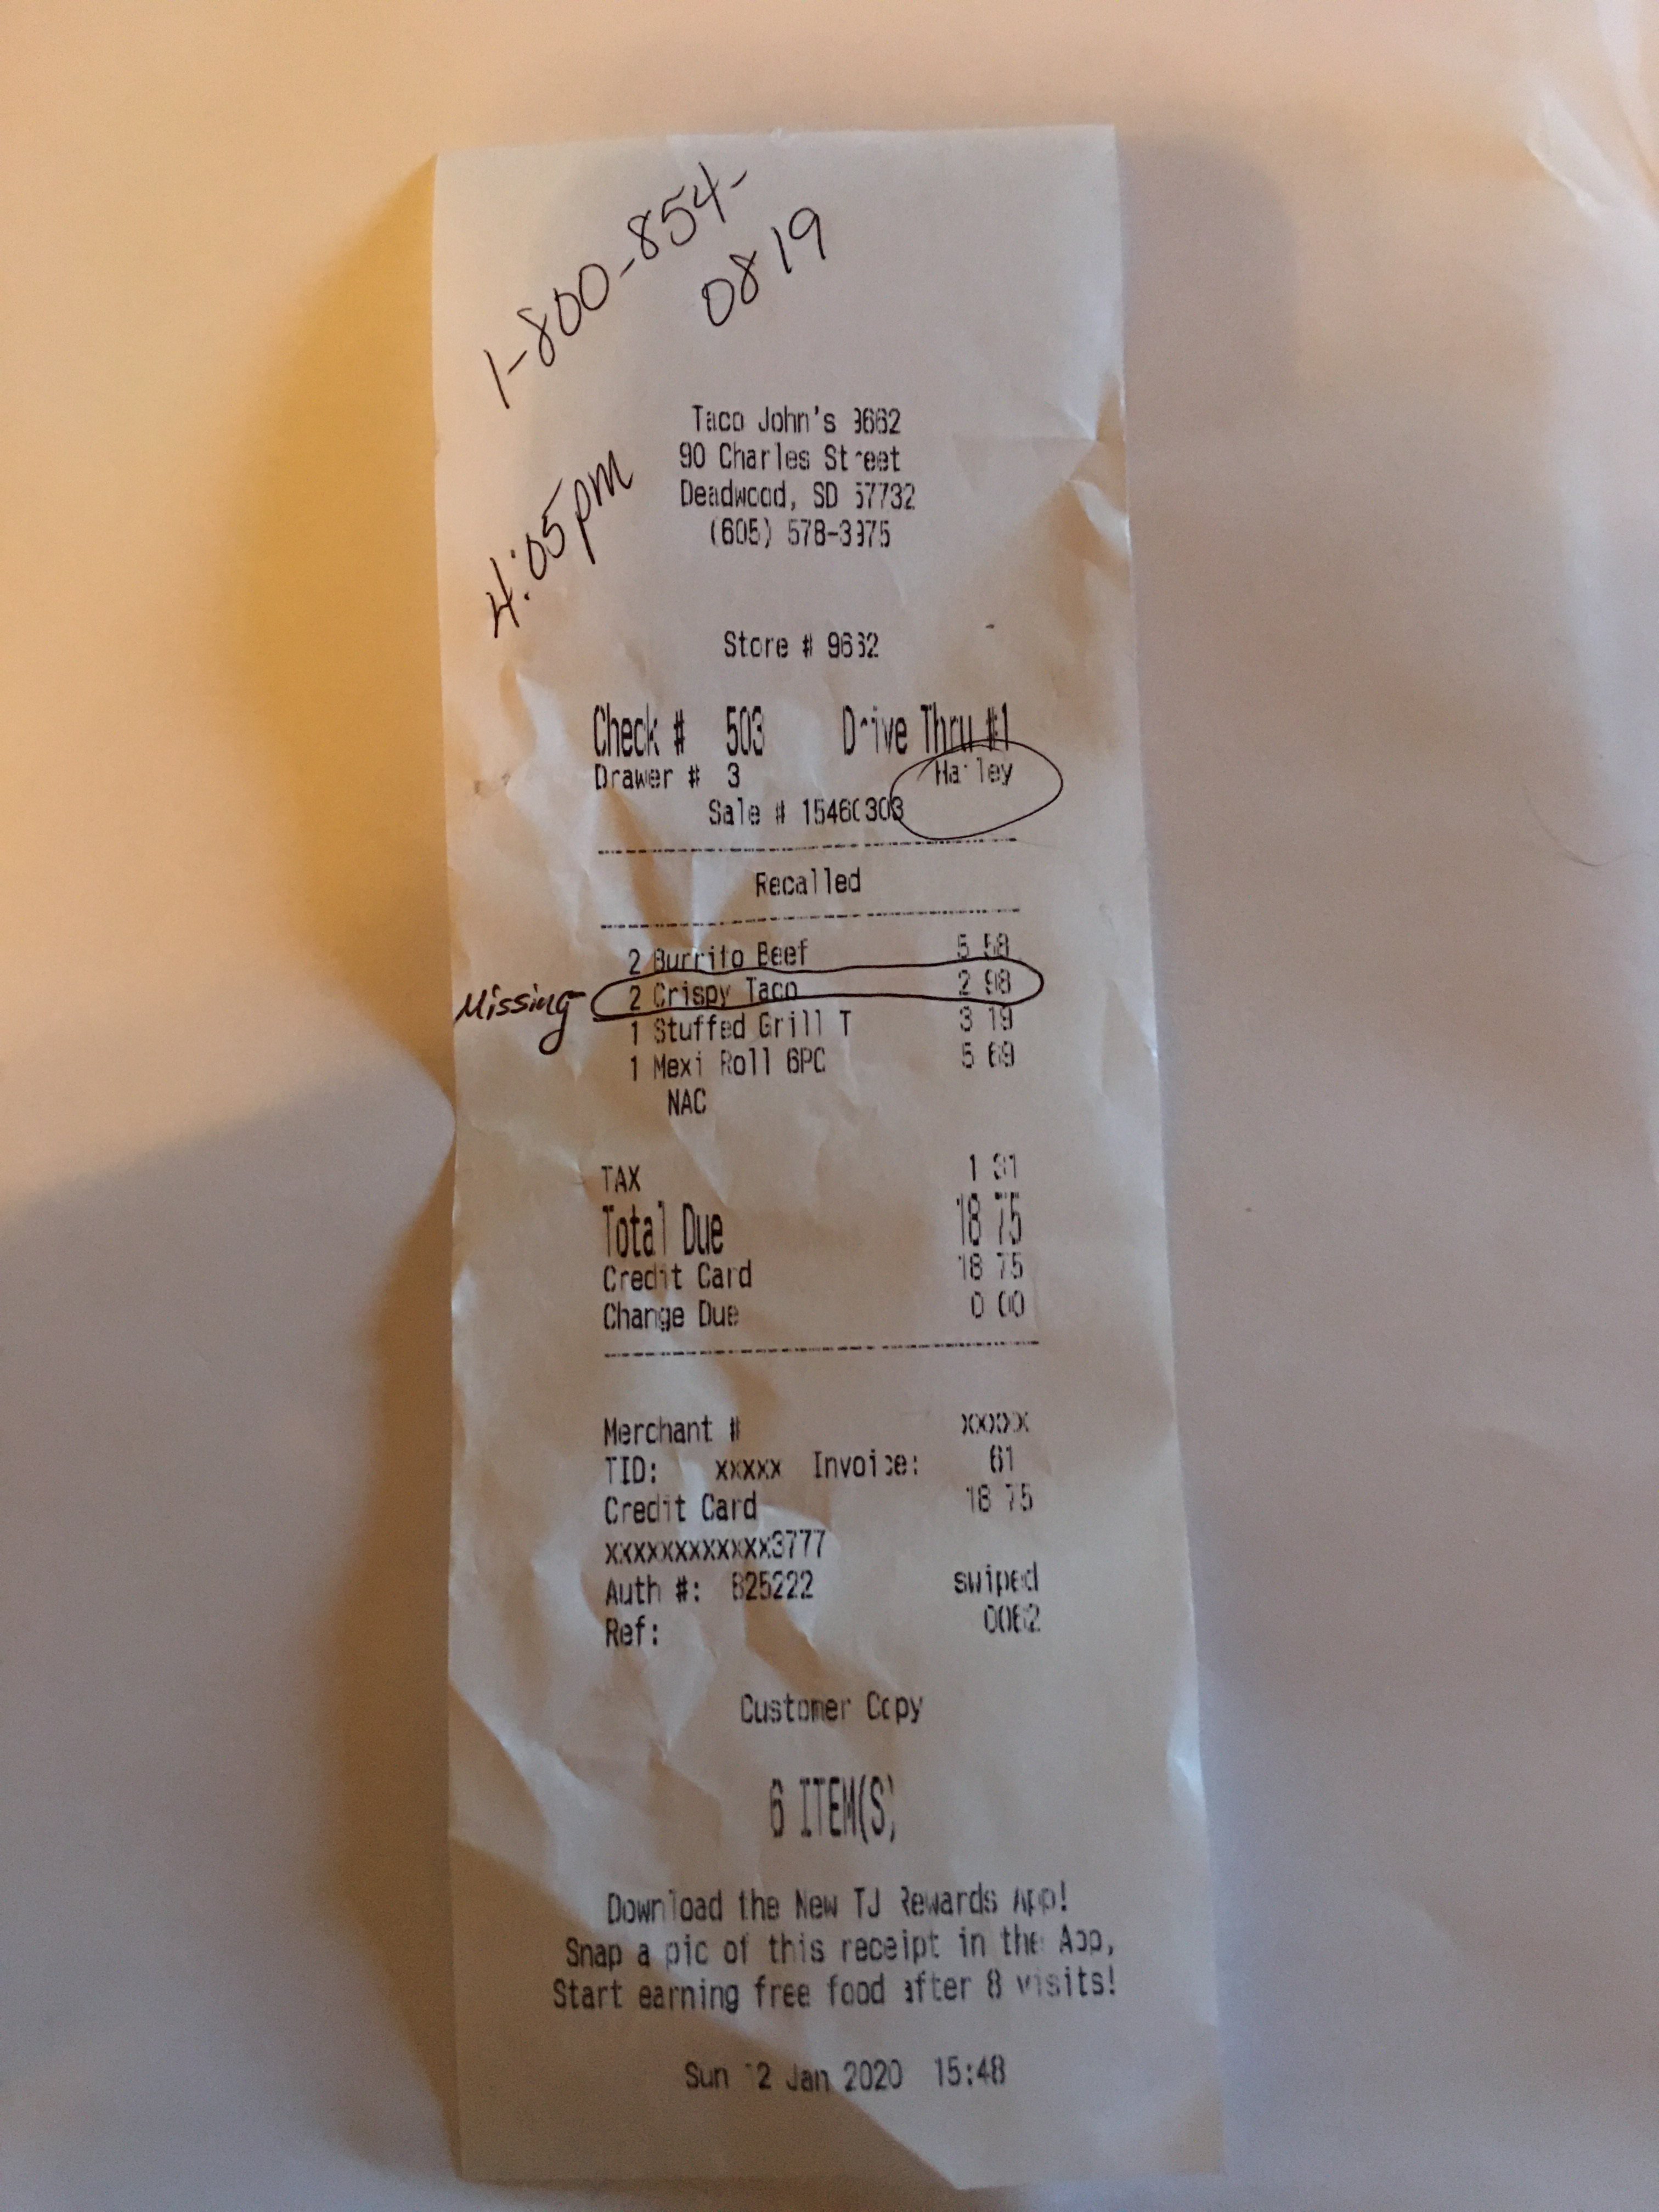 1-800-854-
0819
4:05pm
Taco John's 9662
90 Charles Street
Deadwood, SD 57732
(605) 578-3975
Store # 9662
Check # 503 Drive Thru #1
Drawer # 3 Harley
Sale # 15460303
Recalled
2 Burrito Beef 5 58
Missing 2 Crispy Taco 2 98
1 Stuffed Grill T 3 19
1 Mexi Roll 6PC 5 69
NAC
TAX 1 31
Total Due 18 75
Credit Card 18 75
Change Due 0 00
Merchant # xxxxx
TID: xxxxx Invoice: 61
Credit Card 18 75
xxxxxxxxxxxx3777
Auth #: 825222 swiped
Ref: 0062
Customer Copy
6 ITEM(S)
Download the New TJ Rewards App!
Snap a pic of this receipt in the App,
Start earning free food after 8 visits!
Sun 12 Jan 2020 15:48